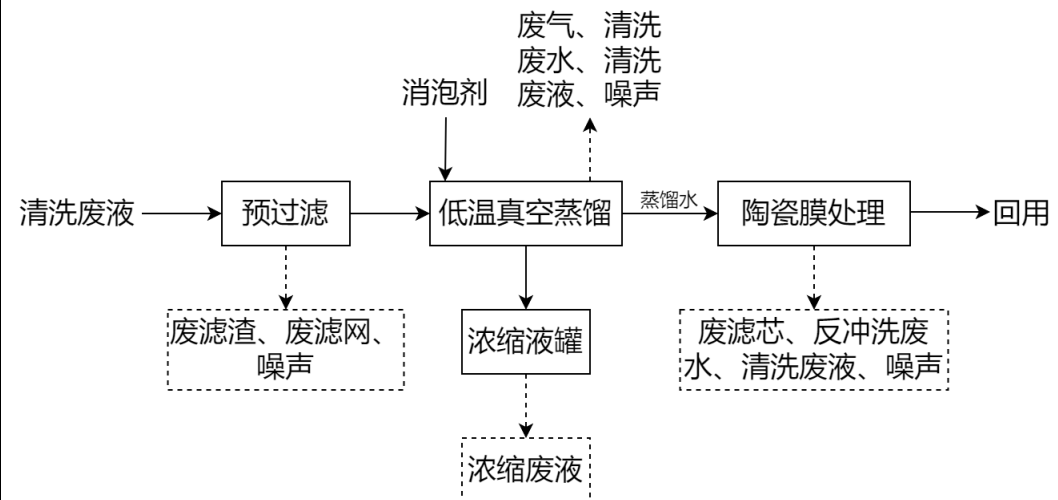 废气、清洗
废水、清洗
废液、噪声
消泡剂
清洗废液
预过滤
低温真空蒸馏
蒸馏水
陶瓷膜处理
回用
废滤渣、废滤网、
噪声
浓缩液罐
废滤芯、反冲洗废
水、清洗废液、噪声
浓缩废液